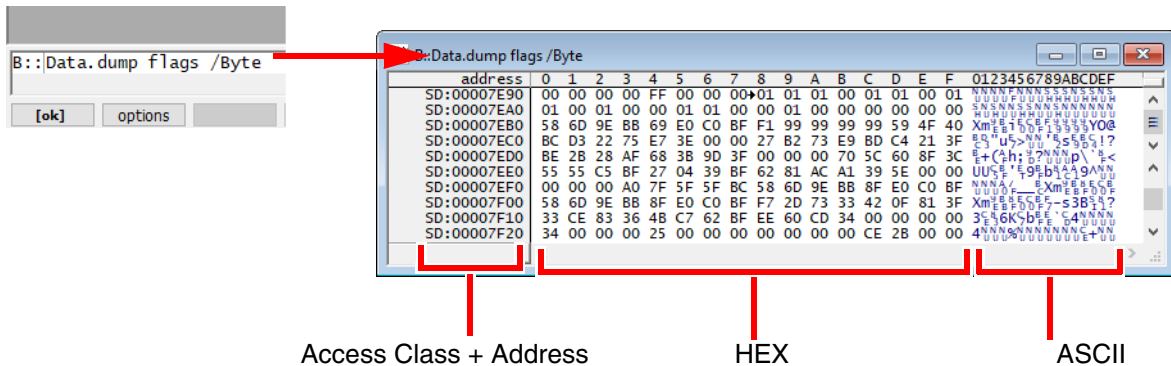 B::Data.dump flags /Byte
[ok] options
B::Data.dump flags /Byte
address 0 1 2 3 4 5 6 7 8 9 A B C D E F 0123456789ABCDEF
SD:00007E90 00 00 00 00 FF 00 00 00 01 01 01 00 01 01 00 01
SD:00007EA0 01 00 01 00 00 01 01 00 00 01 00 00 00 00 00 00
SD:00007EB0 58 6D 9E BB 69 E0 C0 BF F1 99 99 99 99 59 4F 40
SD:00007EC0 BC D3 22 75 E7 3E 00 00 27 B2 73 E9 BD C4 21 3F
SD:00007ED0 BE 2B 28 AF 68 3B 9D 3F 00 00 00 70 5C 60 8F 3C
SD:00007EE0 55 55 C5 BF 27 04 39 BF 62 81 AC A1 39 5E 00 00
SD:00007EF0 00 00 00 A0 7F 5F 5F BC 58 6D 9E BB 8F E0 C0 BF
SD:00007F00 58 6D 9E BB 8F E0 C0 BF F7 2D 73 33 42 0F 81 3F
SD:00007F10 33 CE 83 36 4B C7 62 BF EE 60 CD 34 00 00 00 00
SD:00007F20 34 00 00 00 25 00 00 00 00 00 00 00 CE 2B 00 00
Access Class + Address HEX ASCII